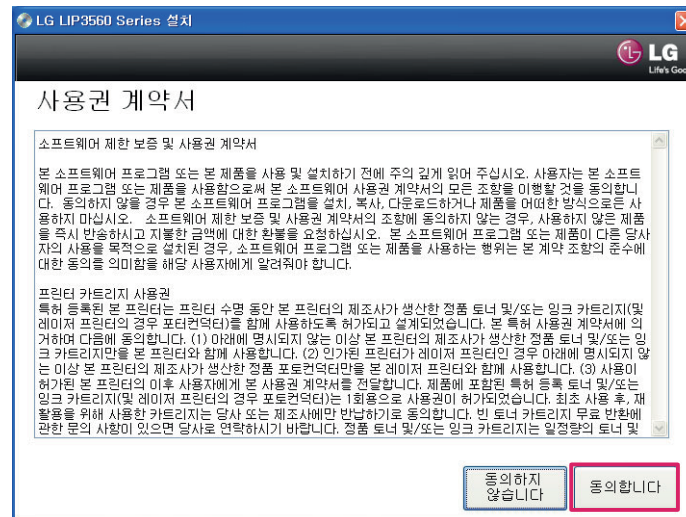 LG LIP3560 Series 설치
LG
Life's Good
사용권 계약서
소프트웨어 제한 보증 및 사용권 계약서
본 소프트웨어 프로그램 또는 본 제품을 사용 및 설치하기 전에 주의 깊게 읽어 주십시오. 사용자는 본 소프트
웨어 프로그램 또는 제품을 사용함으로써 본 소프트웨어 사용권 계약서의 모든 조항을 이행할 것을 동의합니
다. 동의하지 않을 경우 본 소프트웨어 프로그램을 설치, 복사, 다운로드하거나 제품을 어떠한 방식으로든 사
용하지 마십시오. 소프트웨어 제한 보증 및 사용권 계약서의 조항에 동의하지 않는 경우, 사용하지 않은 제품
을 즉시 반송하시고 지불한 금액에 대한 환불을 요청하십시오. 본 소프트웨어 프로그램 또는 제품이 다른 당사
자의 사용을 목적으로 설치된 경우, 소프트웨어 프로그램 또는 제품을 사용하는 행위는 본 계약 조항의 준수에
대한 동의를 의미함을 해당 사용자에게 알려줘야 합니다.
프린터 카트리지 사용권
특허 등록된 본 프린터는 프린터 수명 동안 본 프린터의 제조사가 생산한 정품 토너 및/또는 잉크 카트리지(및
레이저 프린터의 경우 포터컨덕터)를 함께 사용하도록 허가되고 설계되었습니다. 본 특허 사용권 계약서에 의
거하여 다음에 동의합니다. (1) 아래에 명시되지 않는 이상 본 프린터의 제조사가 생산한 정품 토너 및/또는 잉
크 카트리지만을 본 프린터와 함께 사용합니다. (2) 인가된 프린터가 레이저 프린터인 경우 아래에 명시되지 않
는 이상 본 프린터의 제조사가 생산한 정품 포토컨덕터만을 본 레이저 프린터와 함께 사용합니다. (3) 사용이
허가된 본 프린터의 이후 사용자에게 본 사용권 계약서를 전달합니다. 제품에 포함된 특허 등록 토너 및/또는
잉크 카트리지(및 레이저 프린터의 경우 포토컨덕터)는 1회용으로 사용권이 허가되었습니다. 최초 사용 후, 재
활용을 위해 사용한 카트리지는 당사 또는 제조사에만 반납하기로 동의합니다. 빈 토너 카트리지 무료 반환에
관한 문의 사항이 있으면 당사로 연락하시기 바랍니다. 정품 토너 및/또는 잉크 카트리지는 일정량의 토너 및
동의하지
않습니다
동의합니다